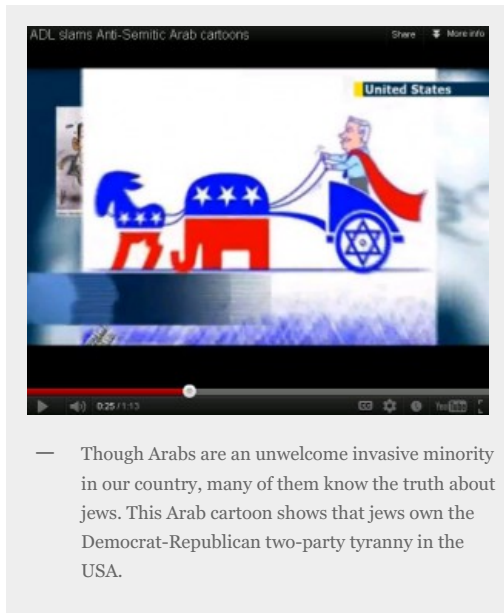 ADL slams Anti-Semitic Arab cartoons
Share
More info
United States
0:25 / 1:13
CC
YouTube
— Though Arabs are an unwelcome invasive minority
in our country, many of them know the truth about
jews. This Arab cartoon shows that jews own the
Democrat-Republican two-party tyranny in the
USA.